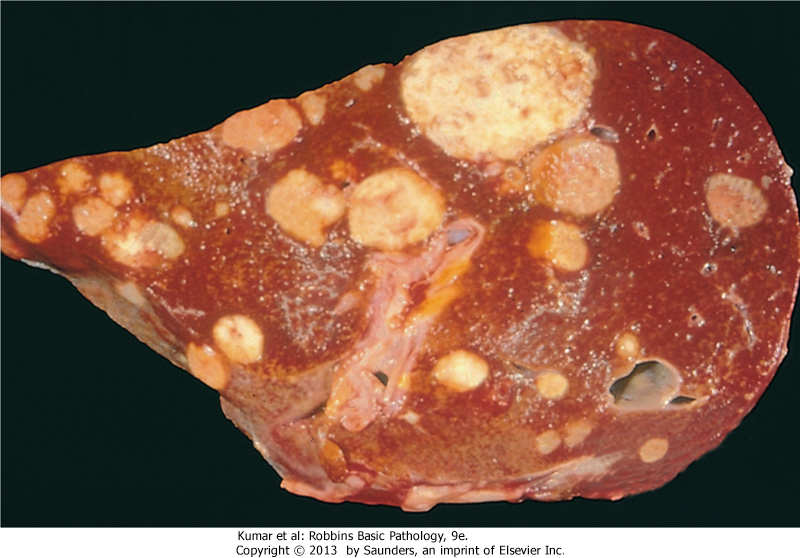 Kumar et al: Robbins Basic Pathology, 9e.
Copyright © 2013 by Saunders, an imprint of Elsevier Inc.